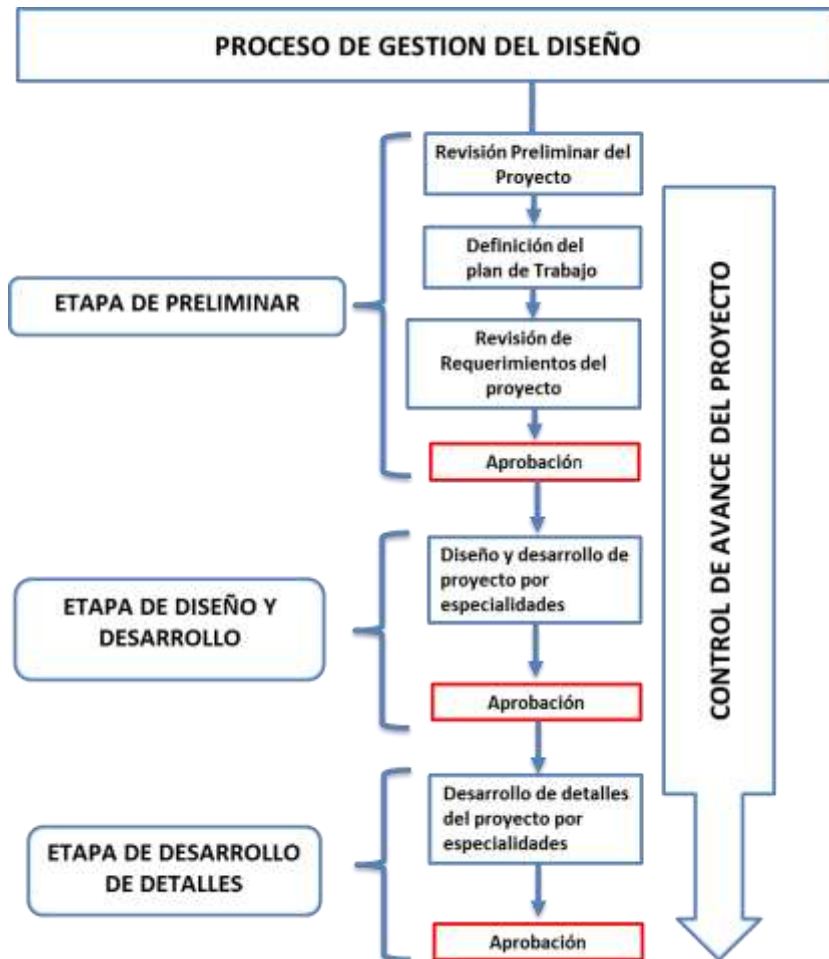 PROCESO DE GESTION DEL DISEÑO
Revisión Preliminar del
Proyecto
Definición del
plan de Trabajo
ETAPA DE PRELIMINAR
Revisión de
Requerimientos del
proyecto
Aprobación
Diseño y desarrollo de
proyecto por
especialidades
ETAPA DE DISEÑO Y
DESARROLLO
Aprobación
Desarrollo de detalles
del proyecto por
especialidades
ETAPA DE DESARROLLO
DE DETALLES
Aprobación
CONTROL DE AVANCE DEL PROYECTO